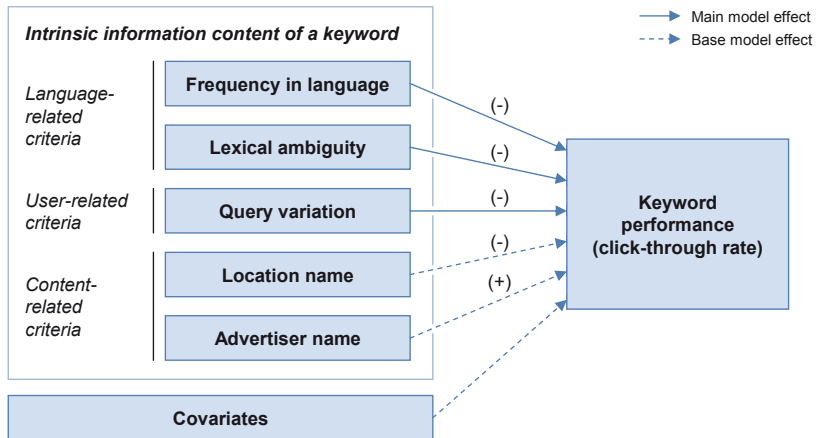 Main model effect
Base model effect
Intrinsic information content of a keyword
Language-
related
criteria
Frequency in language
Lexical ambiguity
User-related
criteria
Query variation
Content-
related
criteria
Location name
Advertiser name
Covariates
(-)
(-)
(-)
(-)
(+)
Keyword
performance
(click-through rate)